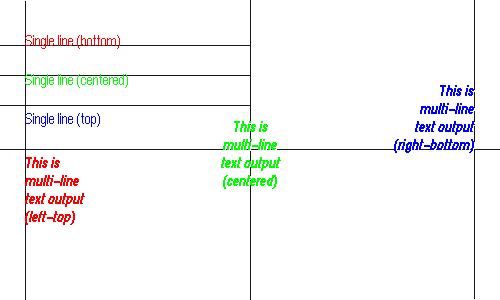 Single line (bottom)
Single line (centered)
Single line (top)
This is
multi-line
text output
(right-bottom)
This is
multi-line
text output
(centered)
This is
multi-line
text output
(left-top)